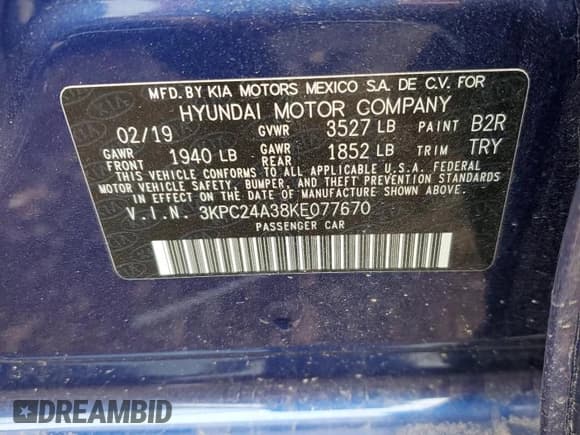 MFD. BY KIA MOTORS MEXICO S.A. DE C.V. FOR
HYUNDAI MOTOR COMPANY
02/19 GVWR 3527 LB PAINT B2R
GAWR FRONT 1940 LB GAWR REAR 1852 LB TRIM TRY
THIS VEHICLE CONFORMS TO ALL APPLICABLE U.S.A. FEDERAL
MOTOR VEHICLE SAFETY, BUMPER, AND THEFT PREVENTION STANDARDS
IN EFFECT ON THE DATE OF MANUFACTURE SHOWN ABOVE.
V.I.N. 3KPC24A38KE077670
PASSENGER CAR
DREAMBID